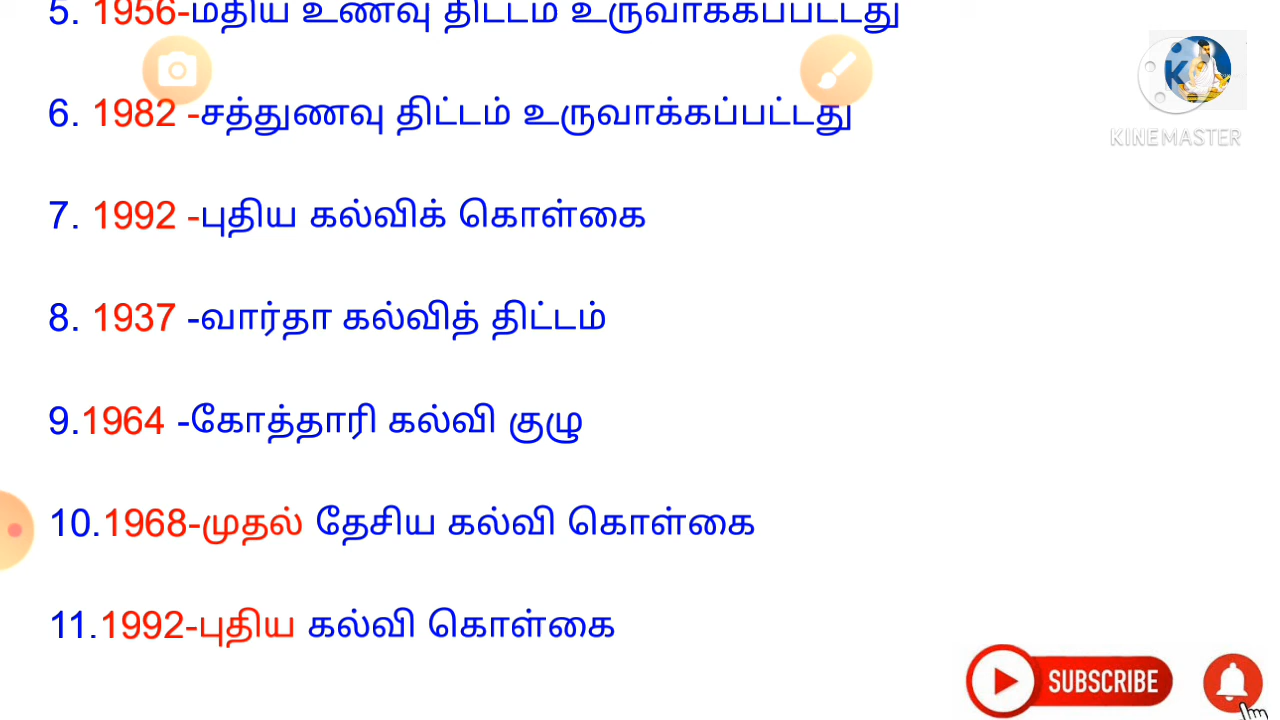 5. 1956-மதிய உணவு திட்டம் உருவாக்கப்பட்டது
6. 1982 -சத்துணவு திட்டம் உருவாக்கப்பட்டது
KINEMASTER
7. 1992 -புதிய கல்விக் கொள்கை
8. 1937 -வார்தா கல்வித் திட்டம்
9.1964 -கோத்தாரி கல்வி குழு
10.1968-முதல் தேசிய கல்வி கொள்கை
11.1992-புதிய கல்வி கொள்கை
SUBSCRIBE